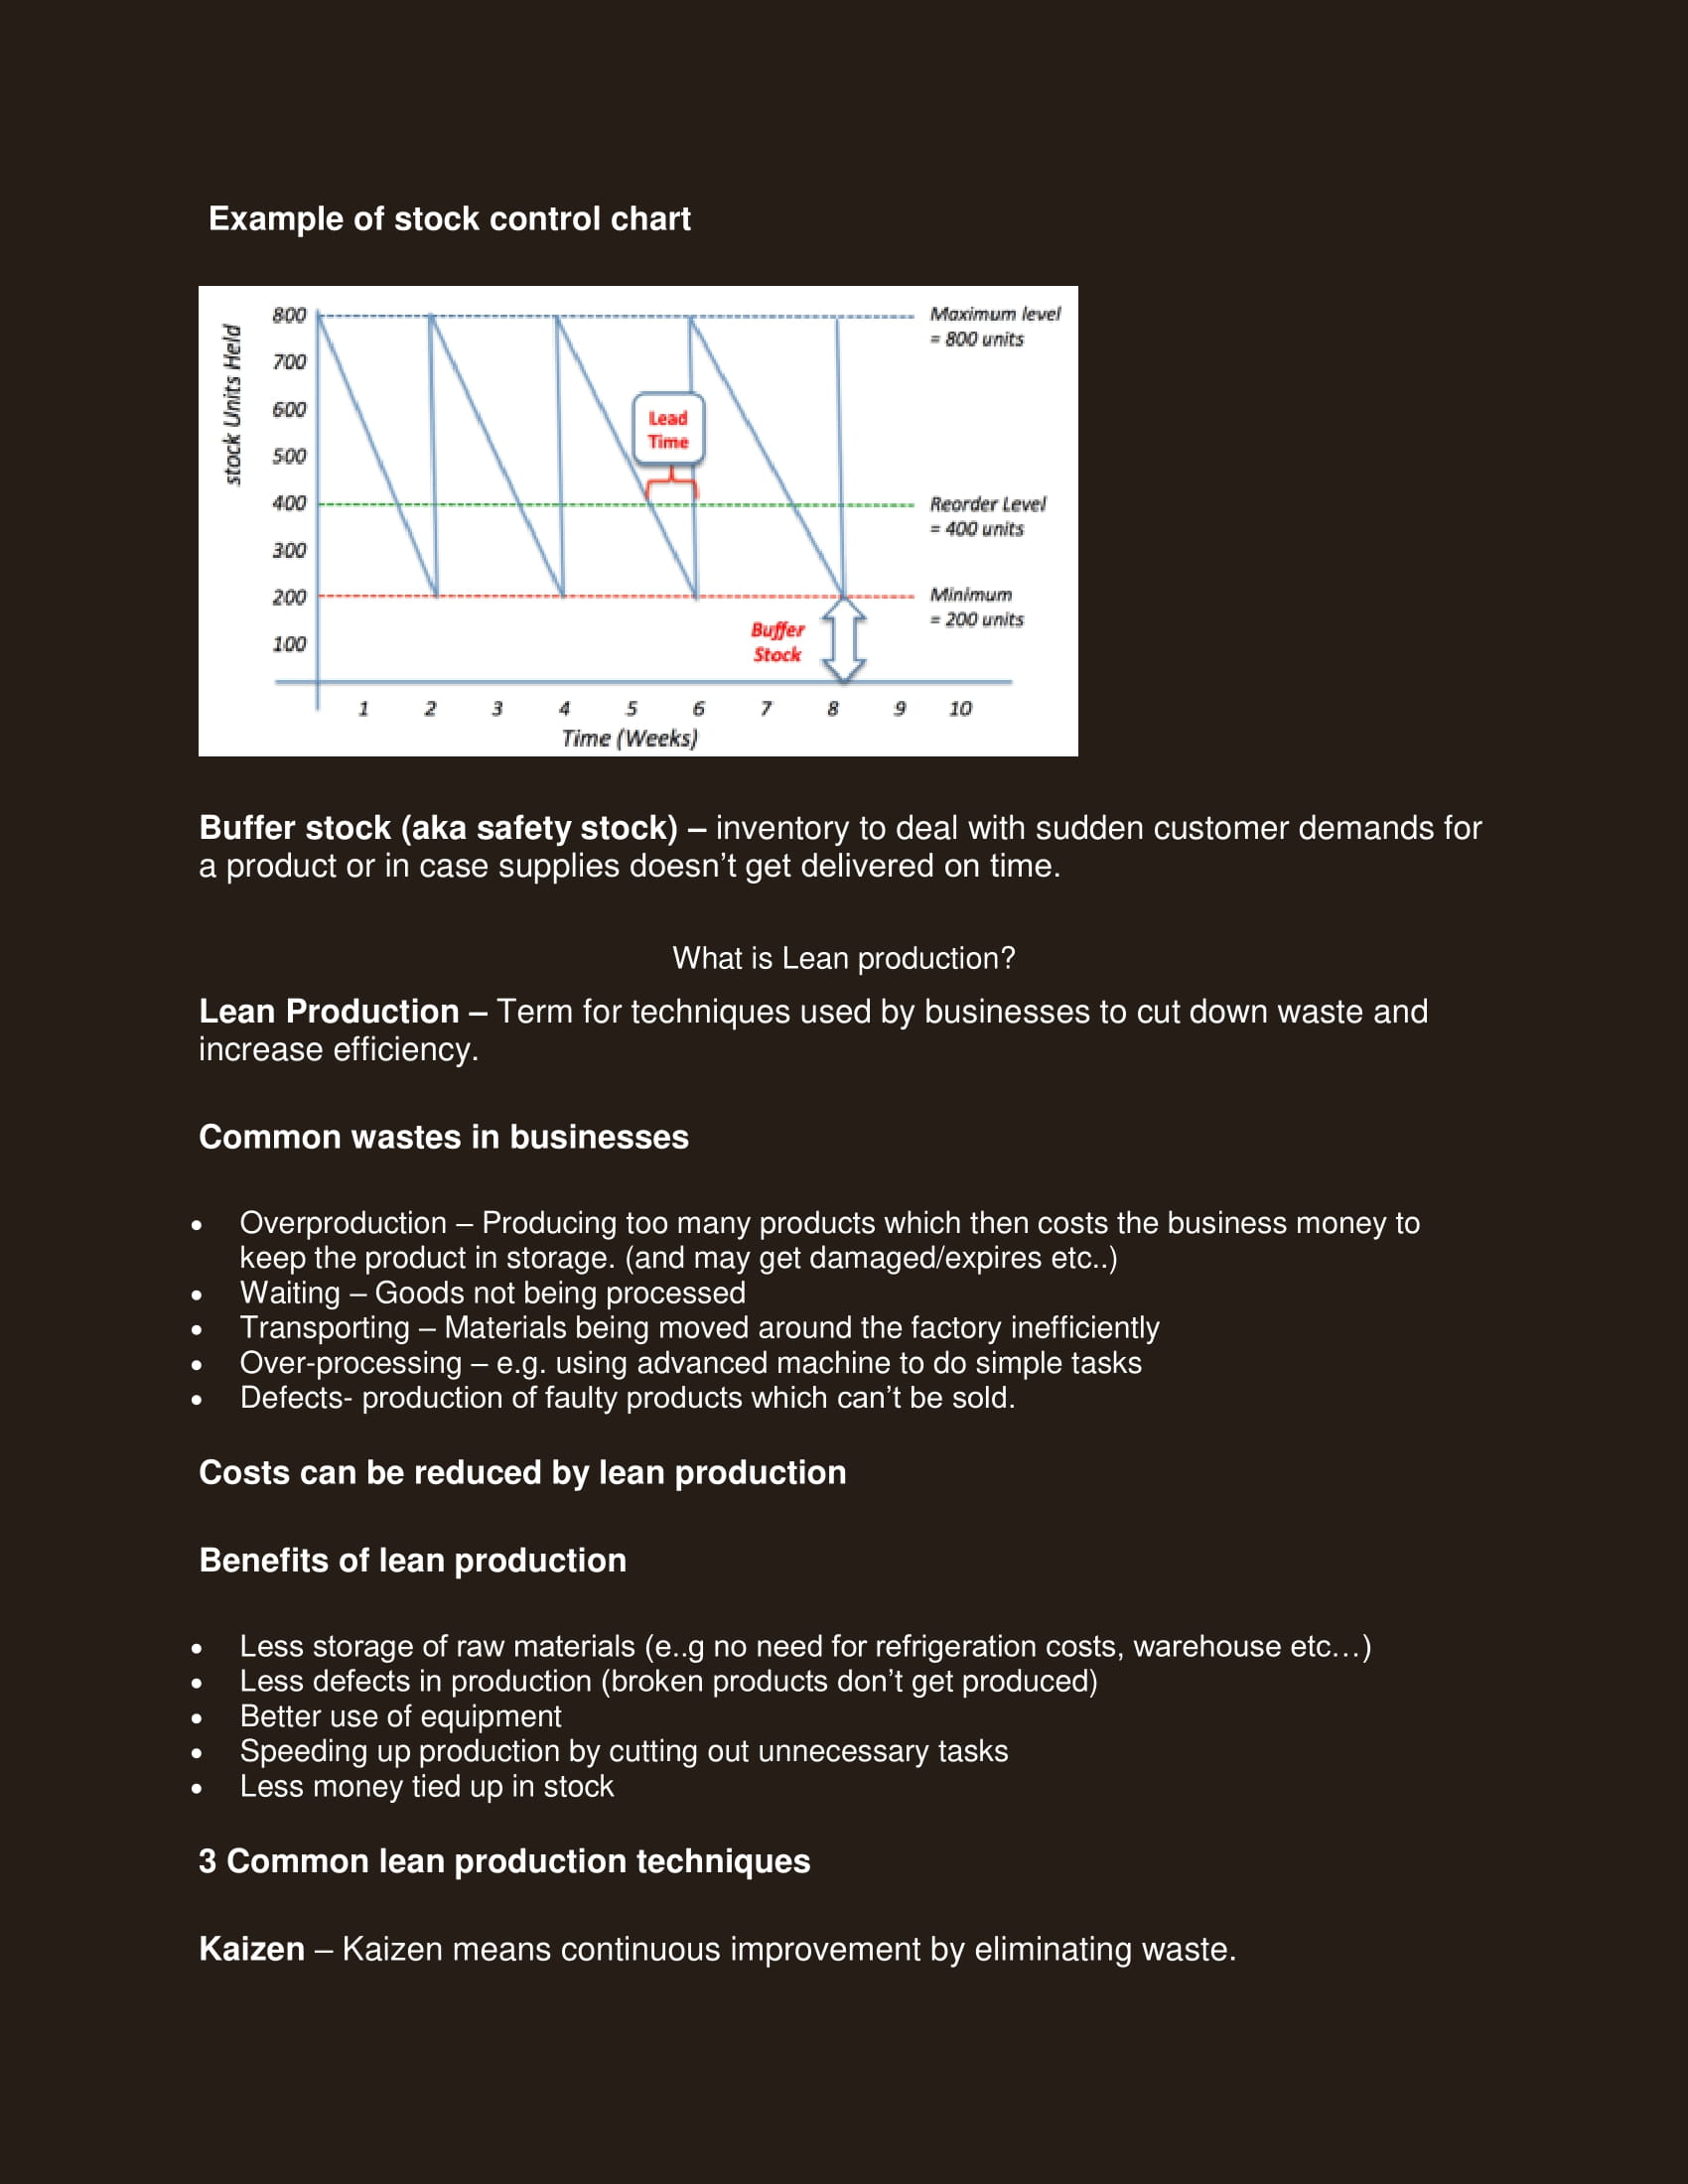 Example of stock control chart
stock Units Held
800
700
600
500
400
300
200
100
Maximum level
= 800 units
Lead
Time
Reorder Level
= 400 units
Minimum
= 200 units
Buffer
Stock
1 2 3 4 5 6 7 8 9 10
Time (Weeks)
Buffer stock (aka safety stock) – inventory to deal with sudden customer demands for
a product or in case supplies doesn’t get delivered on time.
What is Lean production?
Lean Production – Term for techniques used by businesses to cut down waste and
increase efficiency.
Common wastes in businesses
• Overproduction – Producing too many products which then costs the business money to
keep the product in storage. (and may get damaged/expires etc..)
• Waiting – Goods not being processed
• Transporting – Materials being moved around the factory inefficiently
• Over-processing – e.g. using advanced machine to do simple tasks
• Defects- production of faulty products which can’t be sold.
Costs can be reduced by lean production
Benefits of lean production
• Less storage of raw materials (e..g no need for refrigeration costs, warehouse etc…)
• Less defects in production (broken products don’t get produced)
• Better use of equipment
• Speeding up production by cutting out unnecessary tasks
• Less money tied up in stock
3 Common lean production techniques
Kaizen – Kaizen means continuous improvement by eliminating waste.